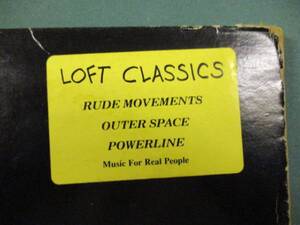 LOFT CLASSICS
RUDE MOVEMENTS
OUTER SPACE
POWERLINE
Music For Real People